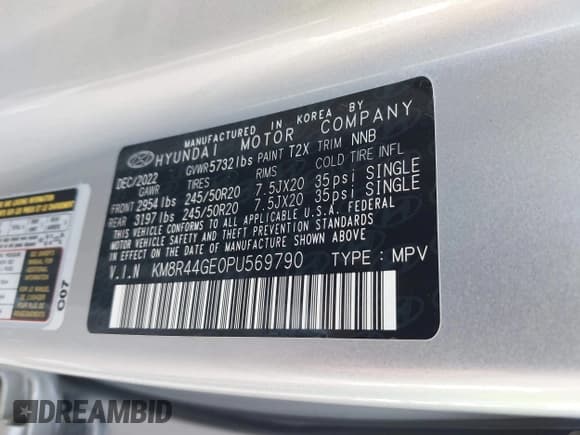 MANUFACTURED IN KOREA BY
HYUNDAI MOTOR COMPANY
DEC/2022 GVWR 5732 lbs PAINT T2X TRIM NNB
GAWR TIRES RIMS COLD TIRE INFL
FRONT 2954 lbs 245/50R20 7.5JX20 35psi SINGLE
REAR 3197 lbs 245/50R20 7.5JX20 35psi SINGLE
THIS VEHICLE CONFORMS TO ALL APPLICABLE U.S.A. FEDERAL
MOTOR VEHICLE SAFETY AND THEFT PREVENTION STANDARDS
IN EFFECT ON THE DATE OF MANUFACTURE SHOWN ABOVE.
V.I.N KM8R44GE0PU569790 TYPE : MPV
C07
DREAMBID